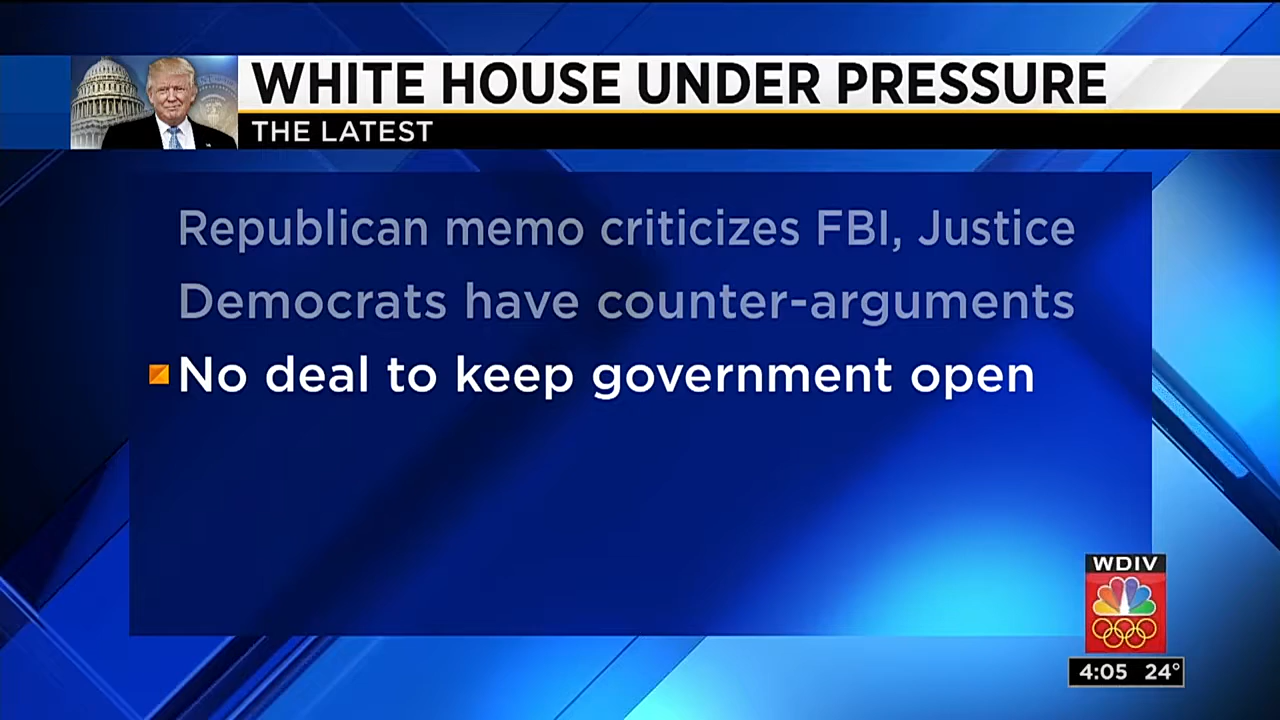 WHITE HOUSE UNDER PRESSURE
THE LATEST
Republican memo criticizes FBI, Justice
Democrats have counter-arguments
No deal to keep government open
WDIV
4:05 24°